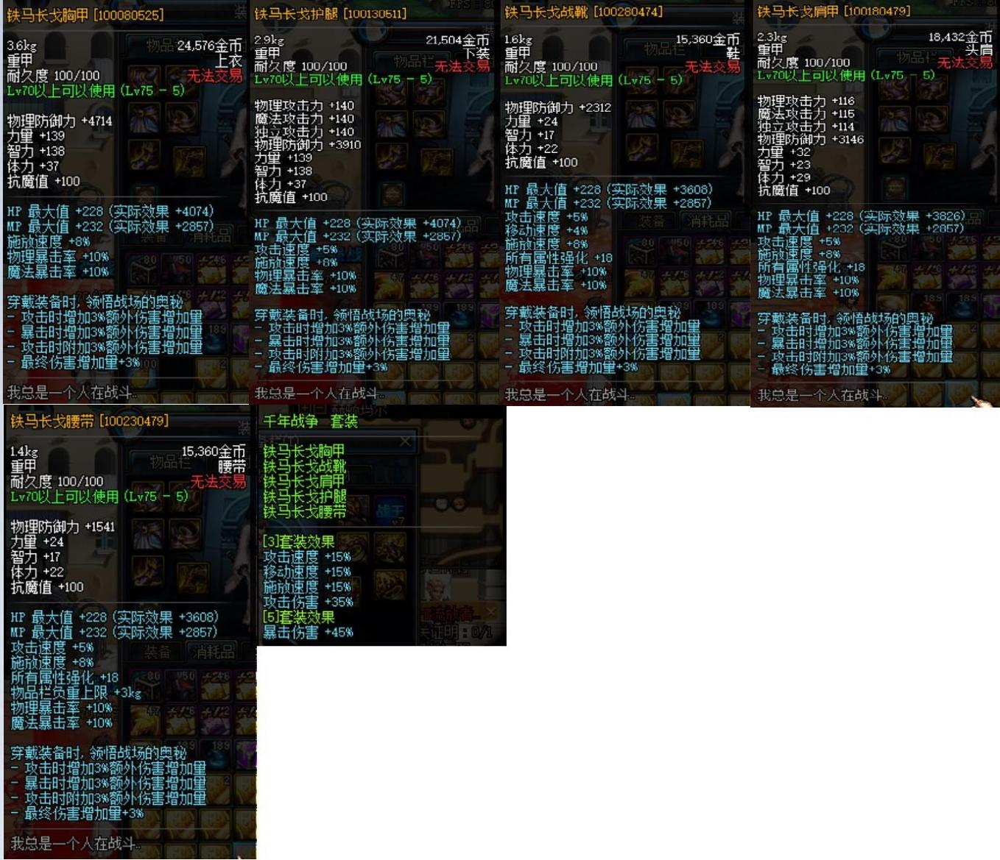 铁马长戈胸甲 [100080525]
3.6kg
24,576金币
重甲
上衣
耐久度 100/100
无法交易
Lv70以上可以使用 (Lv75 - 5)
物理防御力 +4714
力量 +139
智力 +138
体力 +37
抗魔值 +100
HP 最大值 +228 (实际效果 +4074)
MP 最大值 +232 (实际效果 +2857)
施放速度 +8%
物理暴击率 +10%
魔法暴击率 +10%
穿戴装备时, 领悟战场的奥秘
- 攻击时增加3%额外伤害增加量
- 暴击时增加3%额外伤害增加量
- 攻击时附加3%额外伤害增加量
- 最终伤害增加量+3%
我总是一个人在战斗..
铁马长戈护腿 [100130511]
2.9kg
21,504金币
重甲
下装
耐久度 100/100
无法交易
Lv70以上可以使用 (Lv75 - 5)
物理攻击力 +140
魔法攻击力 +140
独立攻击力 +140
物理防御力 +3910
力量 +139
智力 +138
体力 +37
抗魔值 +100
HP 最大值 +228 (实际效果 +4074)
MP 最大值 +232 (实际效果 +2857)
攻击速度 +5%
施放速度 +8%
物理暴击率 +10%
魔法暴击率 +10%
穿戴装备时, 领悟战场的奥秘
- 攻击时增加3%额外伤害增加量
- 暴击时增加3%额外伤害增加量
- 攻击时附加3%额外伤害增加量
- 最终伤害增加量+3%
我总是一个人在战斗..
铁马长戈战靴 [100280474]
1.6kg
15,360金币
重甲
鞋
耐久度 100/100
无法交易
Lv70以上可以使用 (Lv75 - 5)
物理防御力 +2312
力量 +24
智力 +17
体力 +22
抗魔值 +100
HP 最大值 +228 (实际效果 +3608)
MP 最大值 +232 (实际效果 +2857)
攻击速度 +5%
移动速度 +4%
施放速度 +8%
所有属性强化 +18
物理暴击率 +10%
魔法暴击率 +10%
穿戴装备时, 领悟战场的奥秘
- 攻击时增加3%额外伤害增加量
- 暴击时增加3%额外伤害增加量
- 攻击时附加3%额外伤害增加量
- 最终伤害增加量+3%
我总是一个人在战斗..
铁马长戈肩甲 [100180479]
2.3kg
18,432金币
重甲
头肩
耐久度 100/100
无法交易
Lv70以上可以使用 (Lv75 - 5)
物理攻击力 +116
魔法攻击力 +115
独立攻击力 +114
物理防御力 +3146
力量 +32
智力 +23
体力 +29
抗魔值 +100
HP 最大值 +228 (实际效果 +3826)
MP 最大值 +232 (实际效果 +2857)
攻击速度 +5%
施放速度 +8%
所有属性强化 +18
物理暴击率 +10%
魔法暴击率 +10%
穿戴装备时, 领悟战场的奥秘
- 攻击时增加3%额外伤害增加量
- 暴击时增加3%额外伤害增加量
- 攻击时附加3%额外伤害增加量
- 最终伤害增加量+3%
我总是一个人在战斗..
铁马长戈腰带 [100230479]
1.4kg
15,360金币
重甲
腰带
耐久度 100/100
无法交易
Lv70以上可以使用 (Lv75 - 5)
物理防御力 +1541
力量 +24
智力 +17
体力 +22
抗魔值 +100
HP 最大值 +228 (实际效果 +3608)
MP 最大值 +232 (实际效果 +2857)
攻击速度 +5%
施放速度 +8%
所有属性强化 +18
物品栏负重上限 +3kg
物理暴击率 +10%
魔法暴击率 +10%
穿戴装备时, 领悟战场的奥秘
- 攻击时增加3%额外伤害增加量
- 暴击时增加3%额外伤害增加量
- 攻击时附加3%额外伤害增加量
- 最终伤害增加量+3%
我总是一个人在战斗..
千年战争 套装
铁马长戈胸甲
铁马长戈战靴
铁马长戈肩甲
铁马长戈护腿
铁马长戈腰带
[3]套装效果
攻击速度 +15%
移动速度 +15%
施放速度 +15%
攻击伤害 +35%
[5]套装效果
暴击伤害 +45%